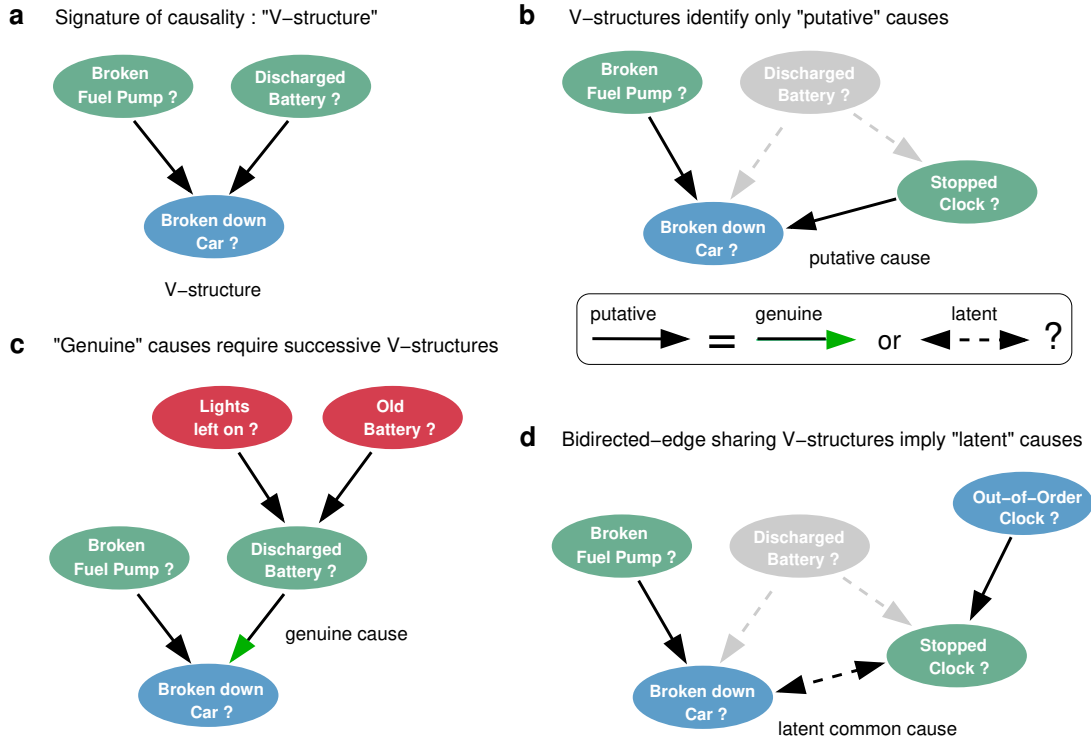 a Signature of causality : "V−structure"
Broken
Fuel Pump ?
Discharged
Battery ?
Broken down
Car ?
V−structure
b V−structures identify only "putative" causes
Broken
Fuel Pump ?
Discharged
Battery ?
Stopped
Clock ?
Broken down
Car ?
putative cause
putative = genuine or latent ?
c "Genuine" causes require successive V−structures
Lights
left on ?
Old
Battery ?
Broken
Fuel Pump ?
Discharged
Battery ?
genuine cause
Broken down
Car ?
d Bidirected−edge sharing V−structures imply "latent" causes
Out−of−Order
Clock ?
Broken
Fuel Pump ?
Discharged
Battery ?
Stopped
Clock ?
Broken down
Car ?
latent common cause